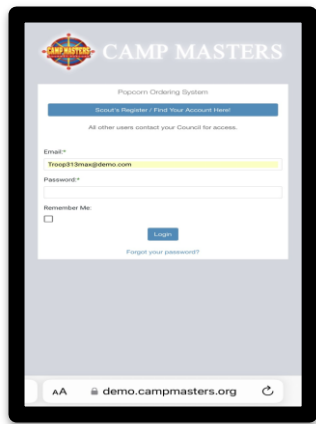 CAMP MASTERS
CAMP MASTERS
Popcorn Ordering System
Scout's Register / Find Your Account Here!
All other users contact your Council for access.
Email:*
Troop313max@demo.com
Password:*
Remember Me:
Login
Forgot your password?
AA demo.campmasters.org